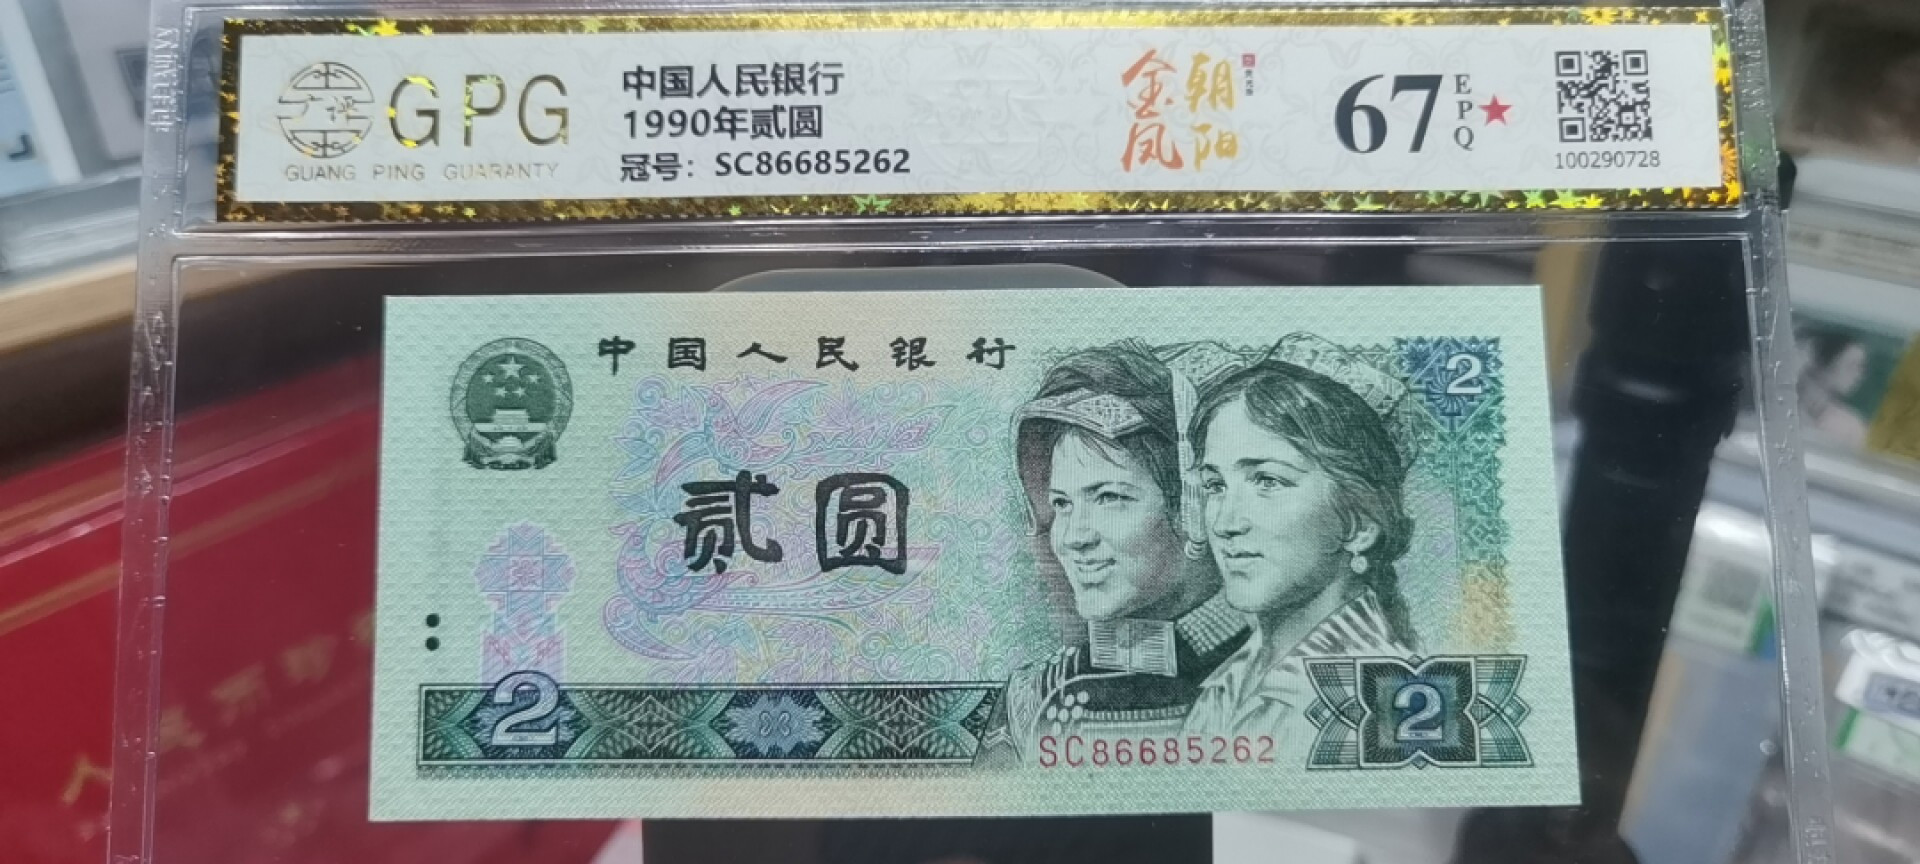 GPG
GUANG PING GUARANTY
广评
中国人民银行
1990年贰圆
冠号：SC86685262
金凤
朝阳
67
EPQ
100290728
中国人民银行
2
贰圆
2
SC86685262
2